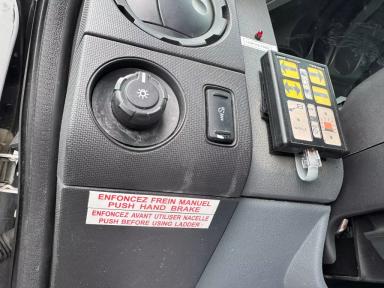 ENFONCEZ FREIN MANUEL
PUSH HAND BRAKE
ENFONCEZ AVANT UTILISER NACELLE
PUSH BEFORE USING LADDER